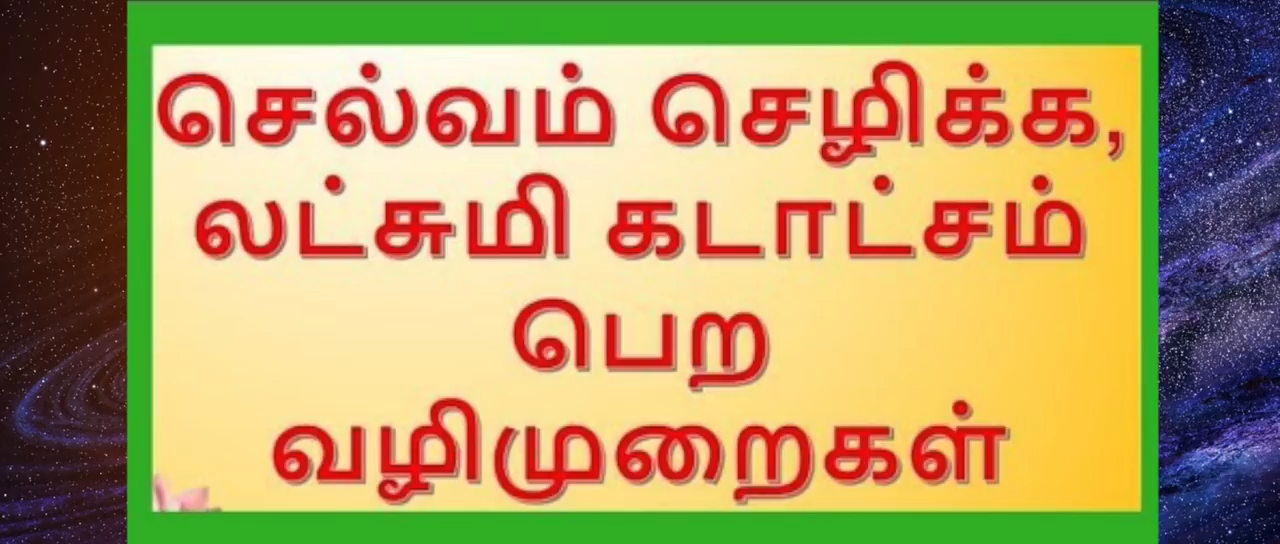 செல்வம் செழிக்க,
லட்சுமி கடாட்சம்
பெற
வழிமுறைகள்